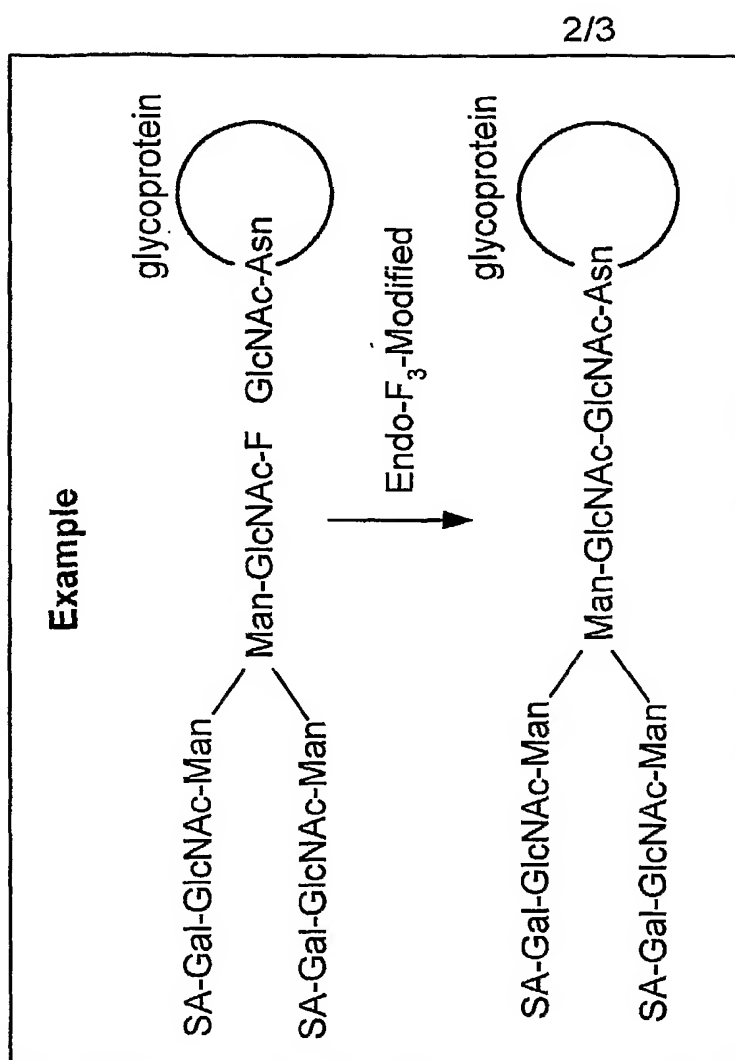 2/3
Example
glycoprotein
SA-Gal-GlcNAc-Man
Man-GlcNAc-F GlcNAc-Asn
SA-Gal-GlcNAc-Man
Endo-F3-Modified
glycoprotein
SA-Gal-GlcNAc-Man
Man-GlcNAc-GlcNAc-Asn
SA-Gal-GlcNAc-Man